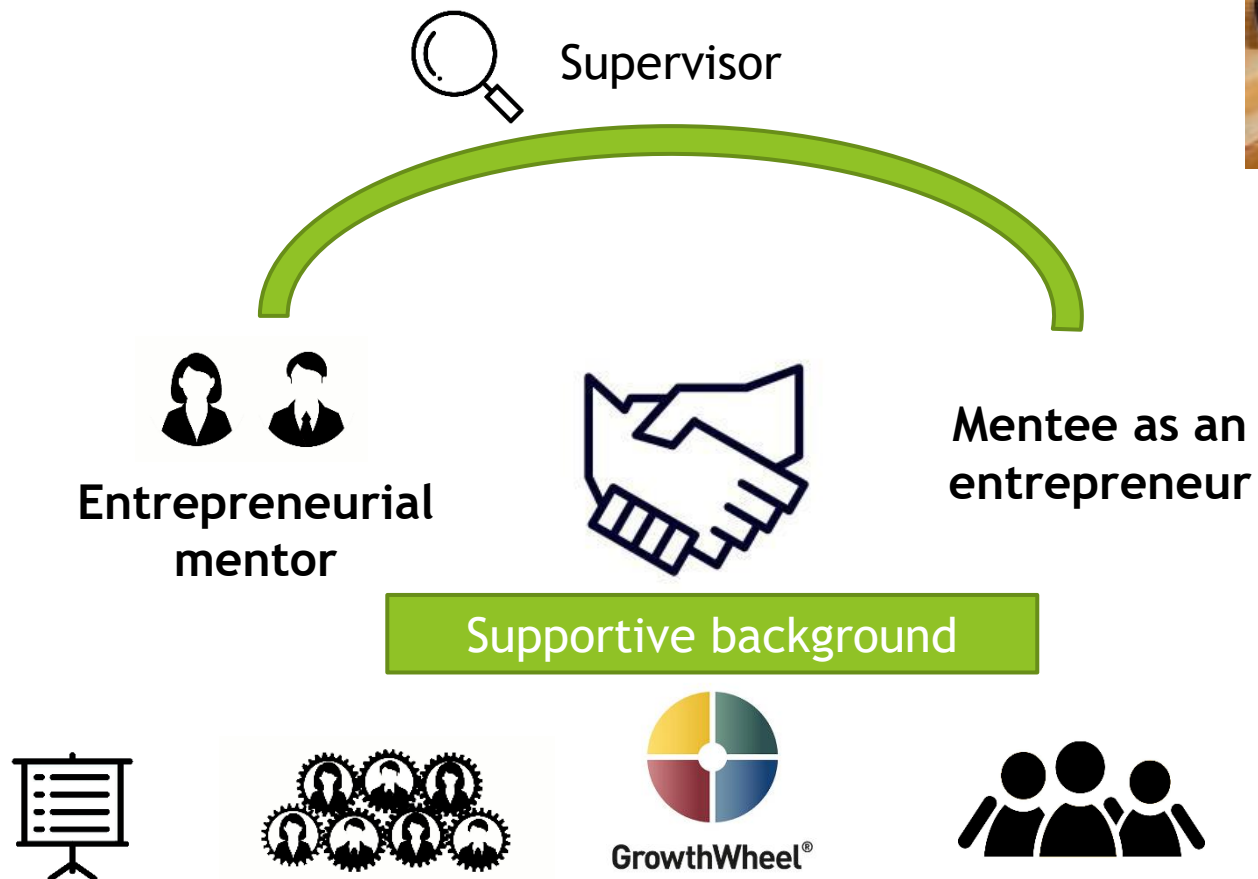 Supervisor
Mentee as an
entrepreneur
Entrepreneurial
mentor
Supportive background
GrowthWheel®